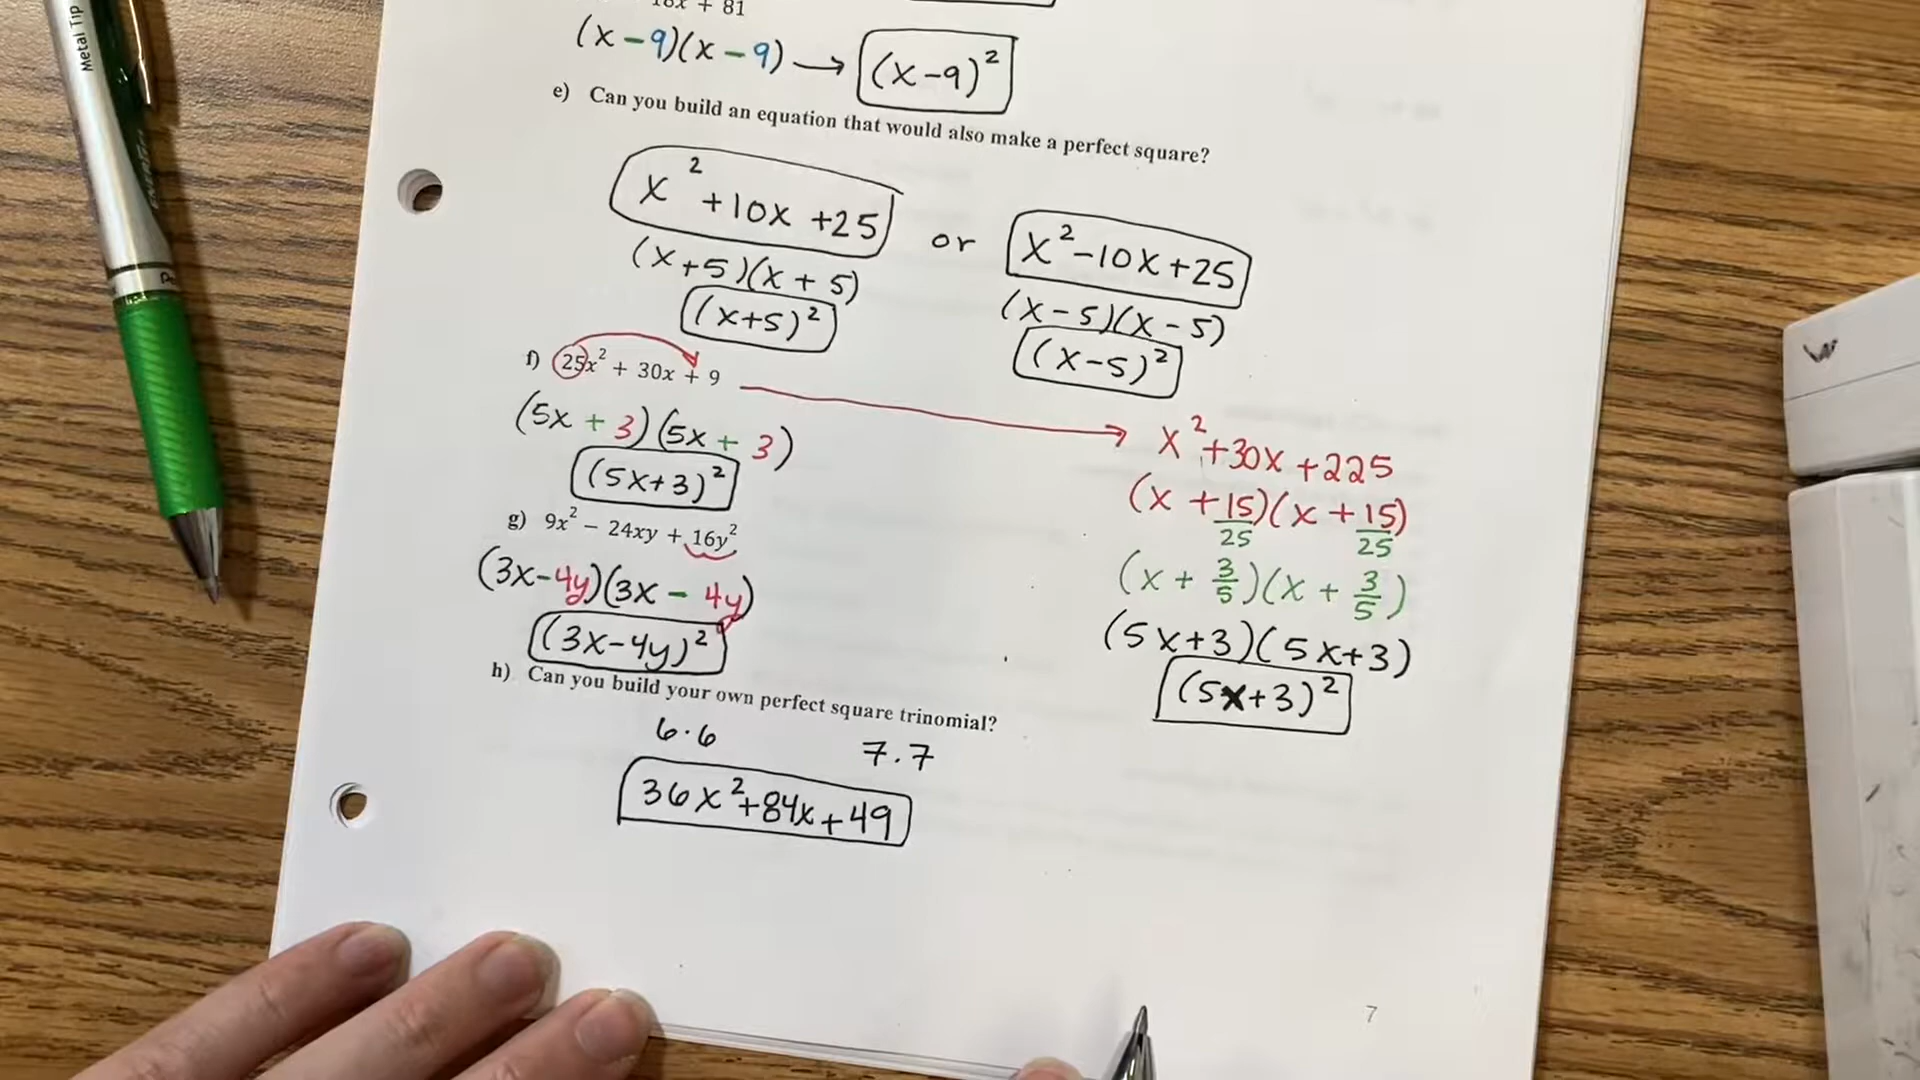 Metal Tip
18x + 81
(x - 9)(x - 9) → (x-9)²
e) Can you build an equation that would also make a perfect square?
x² +10x +25 or x²-10x+25
(x+5)(x + 5) (x-5)(x-5)
(x+5)² (x-5)²
f) 25x² + 30x + 9 → x²+30x+225
(5x + 3)(5x + 3) (x + 15/25)(x + 15/25)
(5x+3)² (x + 3/5)(x + 3/5)
g) 9x² − 24xy + 16y²
(3x-4y)(3x - 4y) (5x+3)(5x+3)
(3x-4y)² (5x+3)²
h) Can you build your own perfect square trinomial?
6·6 7.7
36x²+84x+49
7